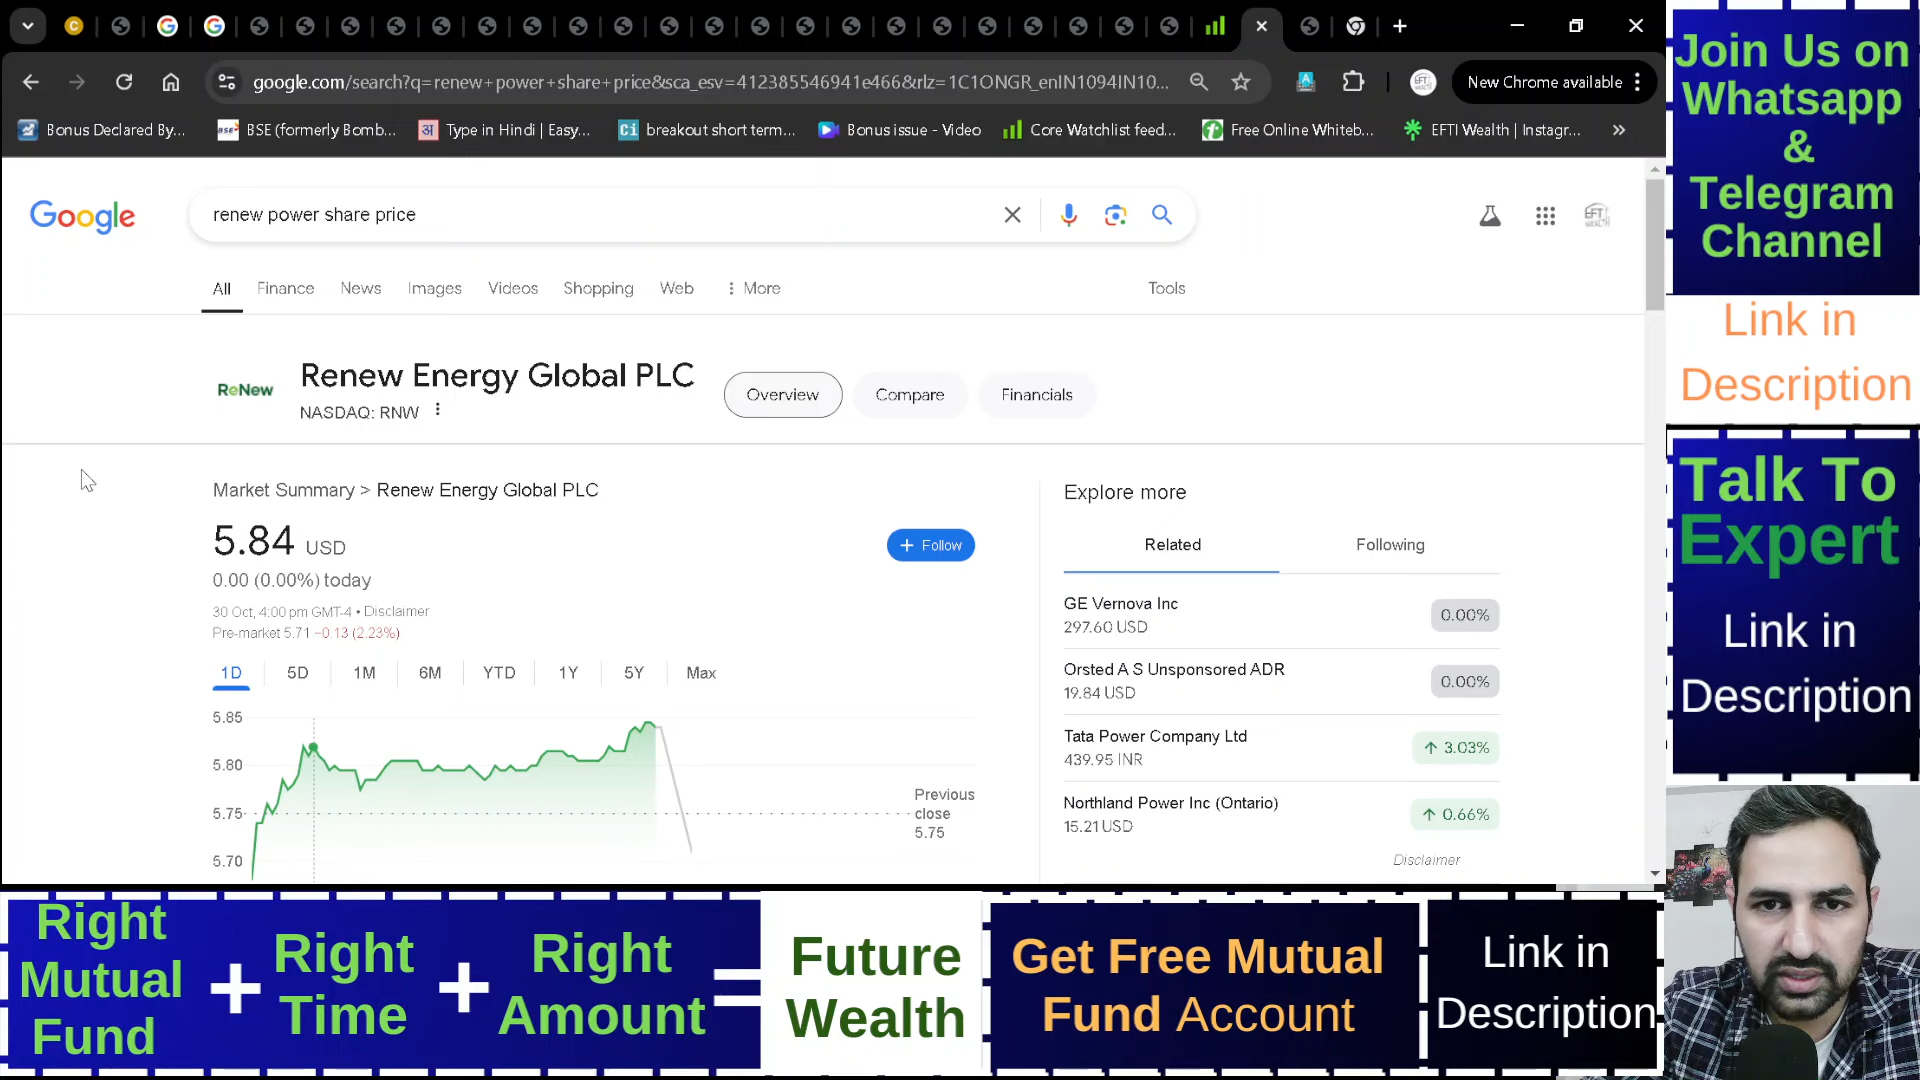 google.com/search?q=renew+power+share+price&sca_esv=412385546941e466&rlz=1C1ONGR_enIN1094IN10...
New Chrome available
Bonus Declared By...
BSE (formerly Bomb...
Type in Hindi | Easy...
breakout short term...
Bonus issue - Video
Core Watchlist feed...
Free Online Whiteb...
EFTI Wealth | Instagr...
Google
renew power share price
All
Finance
News
Images
Videos
Shopping
Web
More
Tools
ReNew
Renew Energy Global PLC
NASDAQ: RNW
Overview
Compare
Financials
Market Summary > Renew Energy Global PLC
5.84 USD
0.00 (0.00%) today
30 Oct, 4:00 pm GMT-4 • Disclaimer
Pre-market 5.71 −0.13 (2.23%)
+ Follow
1D
5D
1M
6M
YTD
1Y
5Y
Max
5.85
5.80
5.75
5.70
Previous
close
5.75
Explore more
Related
Following
GE Vernova Inc
297.60 USD
0.00%
Orsted A S Unsponsored ADR
19.84 USD
0.00%
Tata Power Company Ltd
439.95 INR
↑ 3.03%
Northland Power Inc (Ontario)
15.21 USD
↑ 0.66%
Disclaimer
Join Us on
Whatsapp
&
Telegram
Channel
Link in
Description
Talk To
Expert
Link in
Description
Right
Mutual
Fund
+
Right
Time
+
Right
Amount
=
Future
Wealth
Get Free Mutual
Fund Account
Link in
Description